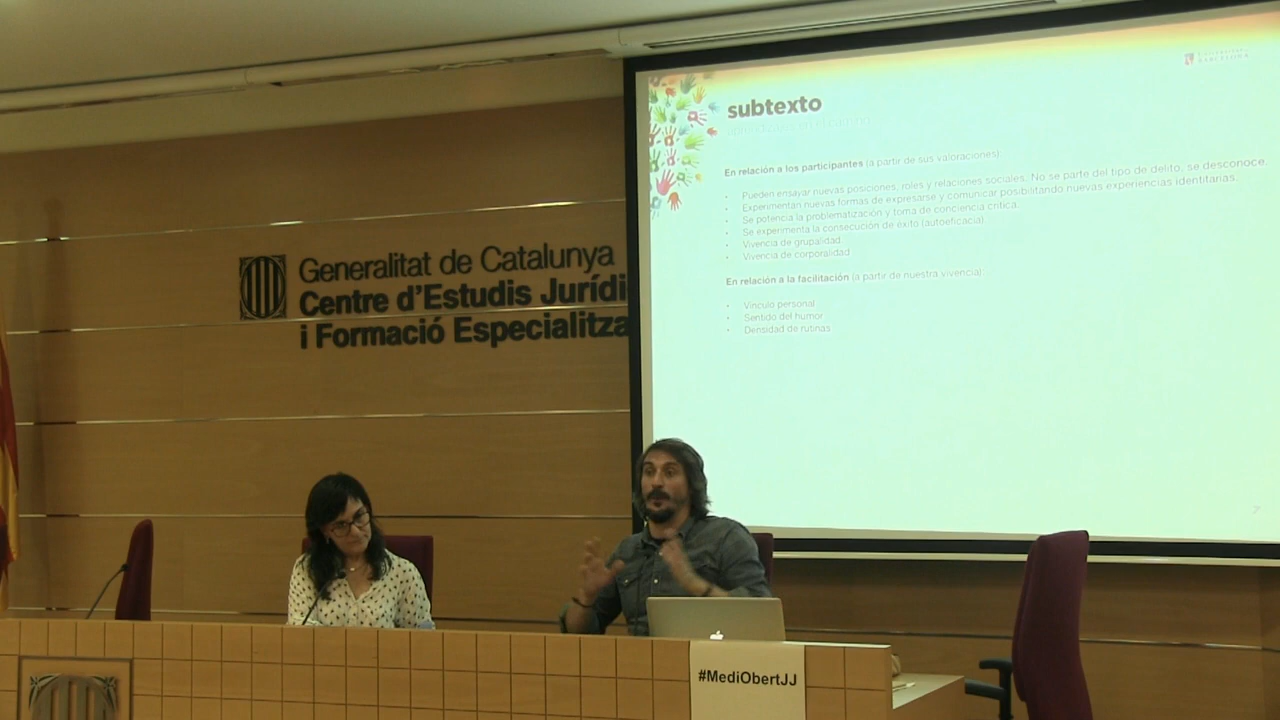 Generalitat de Catalunya
Centre d'Estudis Jurídi
i Formació Especialitza
BARCELONA
subtexto
En relación a los participantes (a partir de sus valoraciones):
• Pueden ensayar nuevas posiciones, roles y relaciones sociales. No se parte del tipo de delito, se desconoce.
• Experimentan nuevas formas de expresarse y comunicar posibilitando nuevas experiencias identitarias.
• Se potencia la problematización y toma de conciencia crítica.
• Se experimenta la consecución de éxito (autoeficacia).
• Vivencia de grupalidad
• Vivencia de corporalidad
En relación a la facilitación (a partir de nuestra vivencia):
• Vínculo personal
• Sentido del humor
• Densidad de rutinas
7
#MediObertJJ